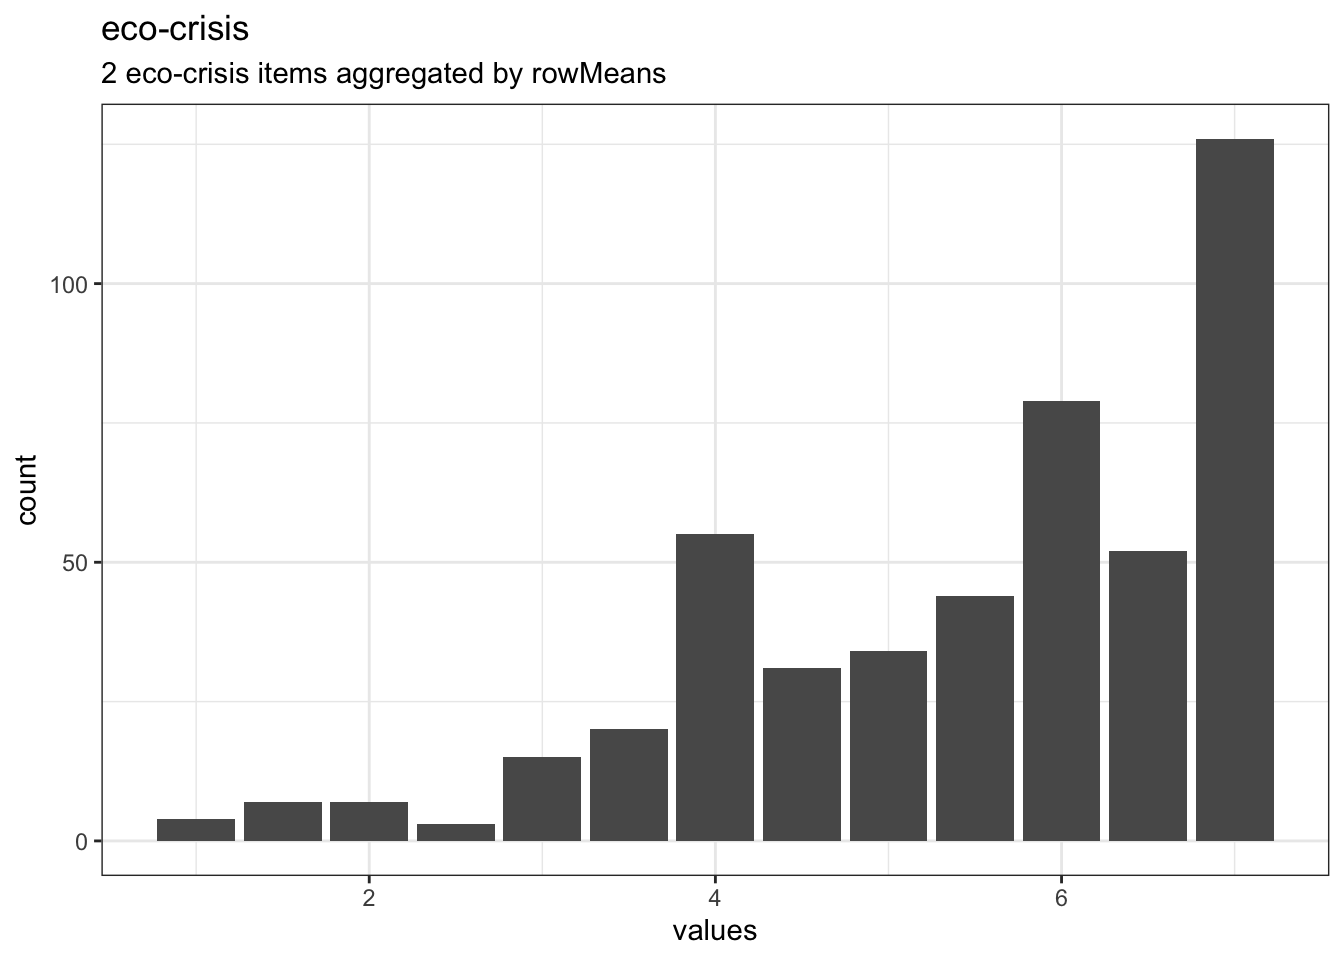 eco-crisis
2 eco-crisis items aggregated by rowMeans
count
100
50
0
2 4 6
values